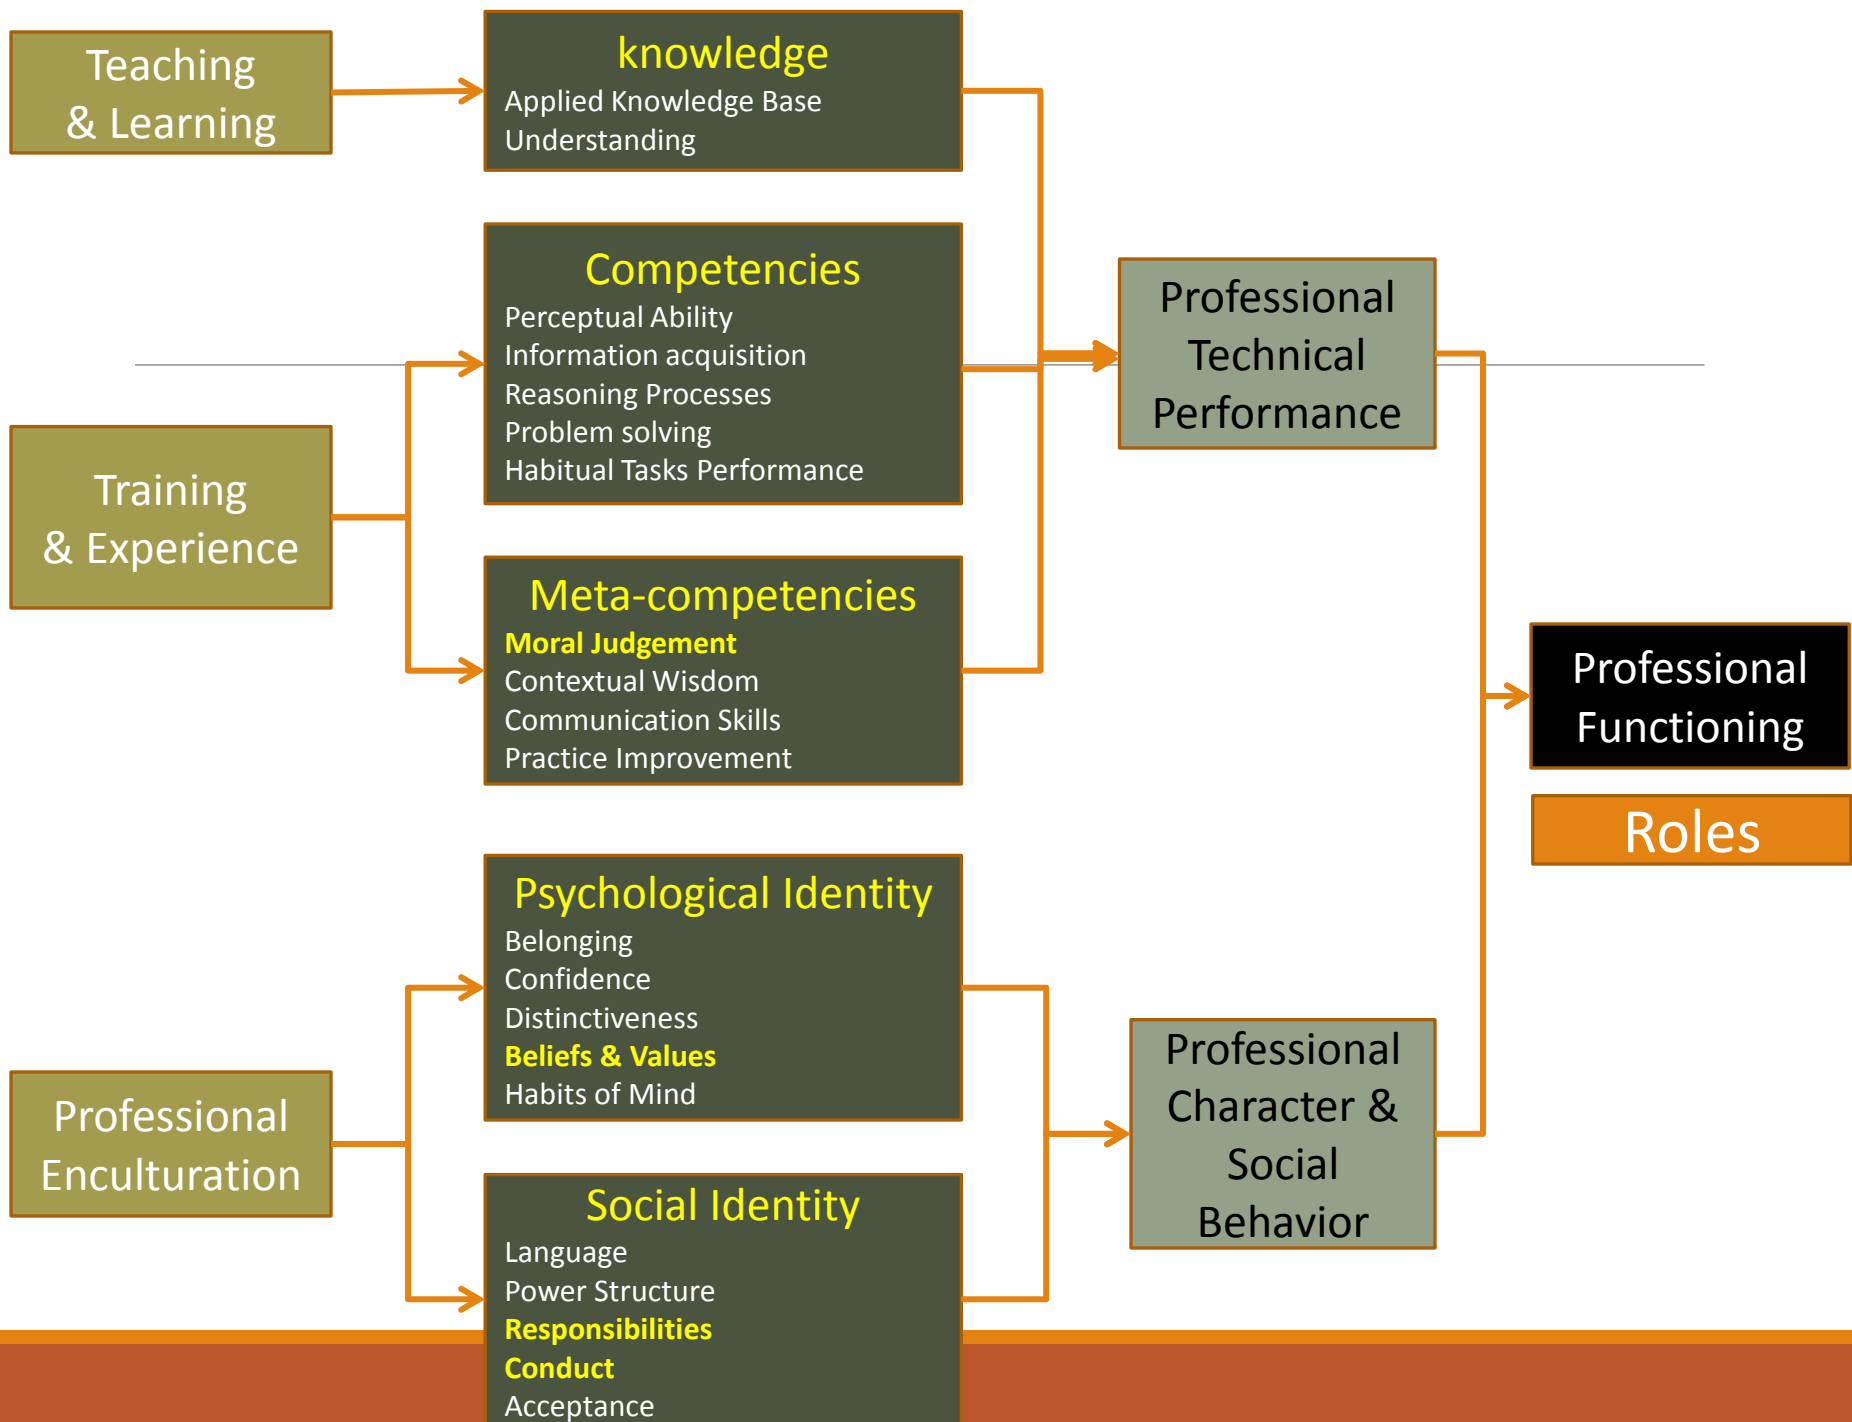 Teaching
& Learning
knowledge
Applied Knowledge Base
Understanding
Competencies
Perceptual Ability
Information acquisition
Reasoning Processes
Problem solving
Habitual Tasks Performance
Training
& Experience
Meta-competencies
Moral Judgement
Contextual Wisdom
Communication Skills
Practice Improvement
Professional
Technical
Performance
Professional
Functioning
Roles
Psychological Identity
Belonging
Confidence
Distinctiveness
Beliefs & Values
Habits of Mind
Professional
Enculturation
Social Identity
Language
Power Structure
Responsibilities
Conduct
Acceptance
Professional
Character &
Social
Behavior